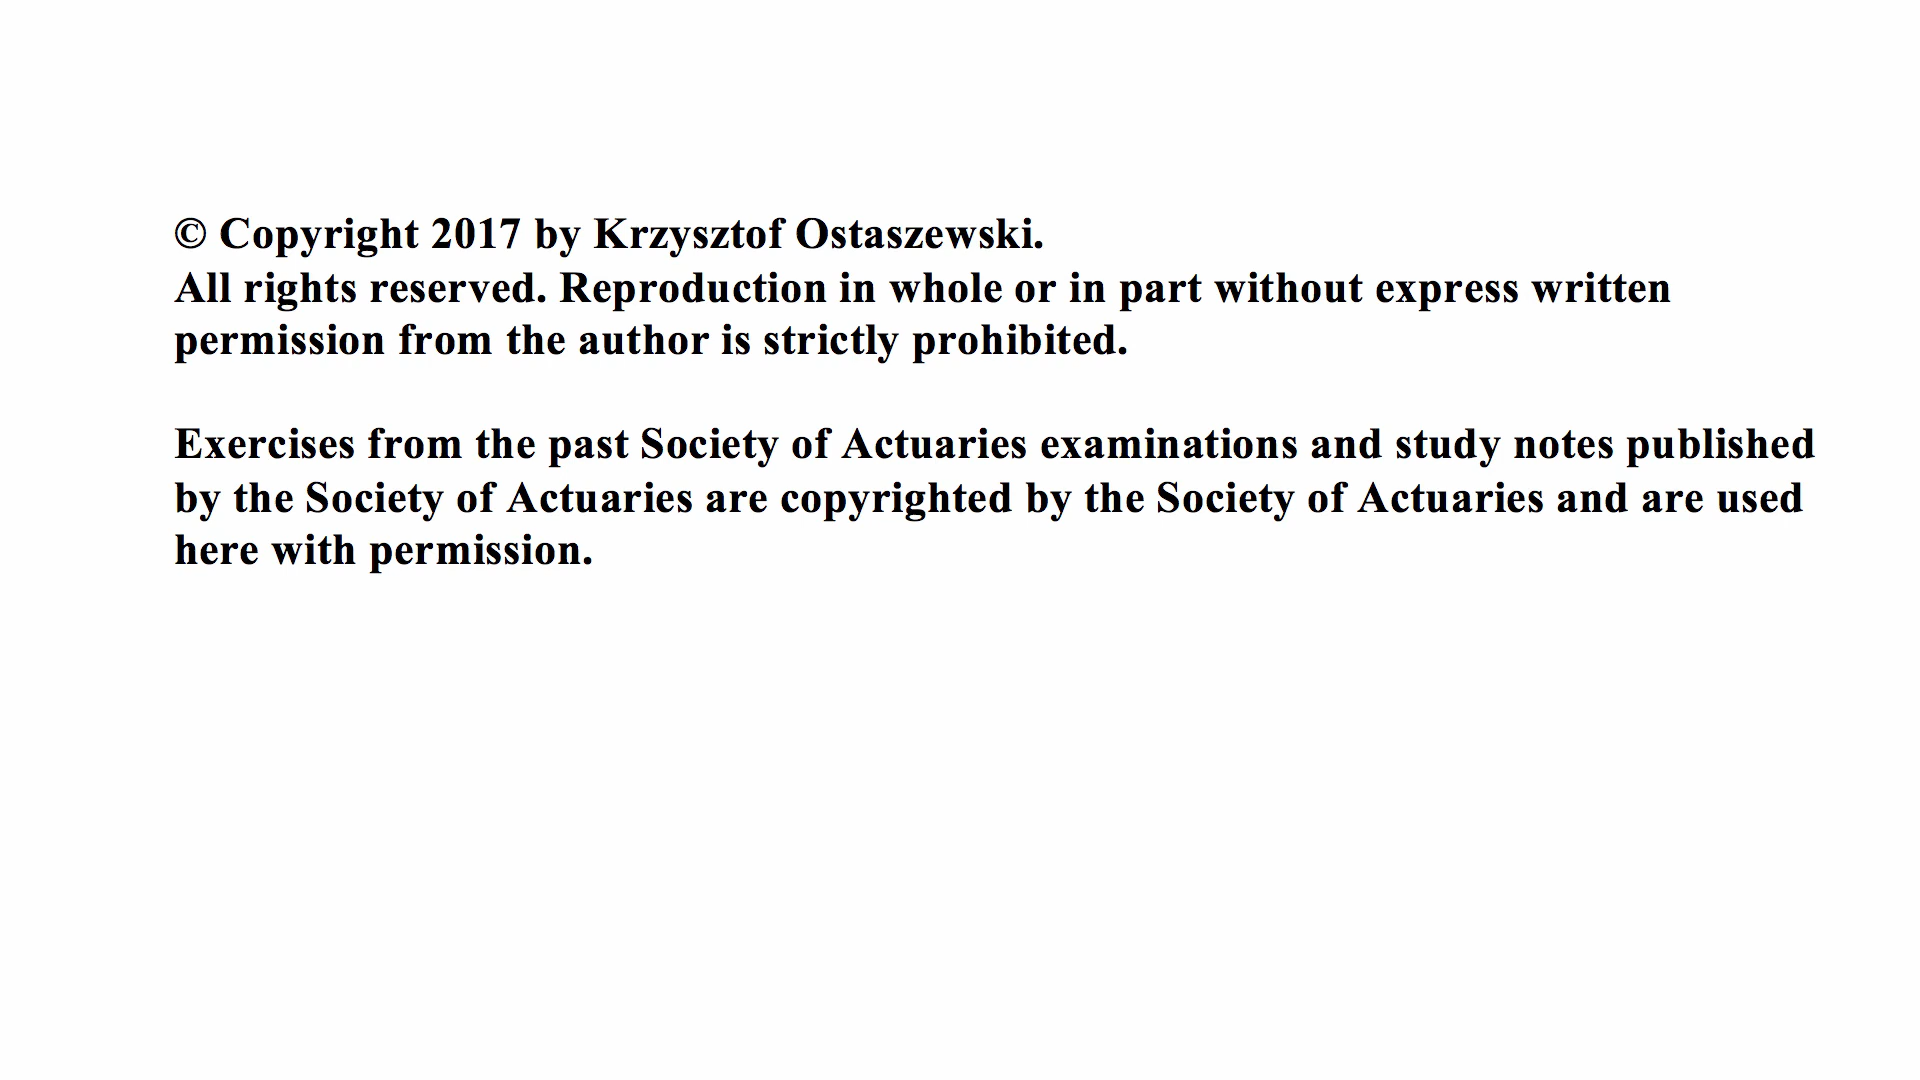 © Copyright 2017 by Krzysztof Ostaszewski.
All rights reserved. Reproduction in whole or in part without express written
permission from the author is strictly prohibited.
Exercises from the past Society of Actuaries examinations and study notes published
by the Society of Actuaries are copyrighted by the Society of Actuaries and are used
here with permission.